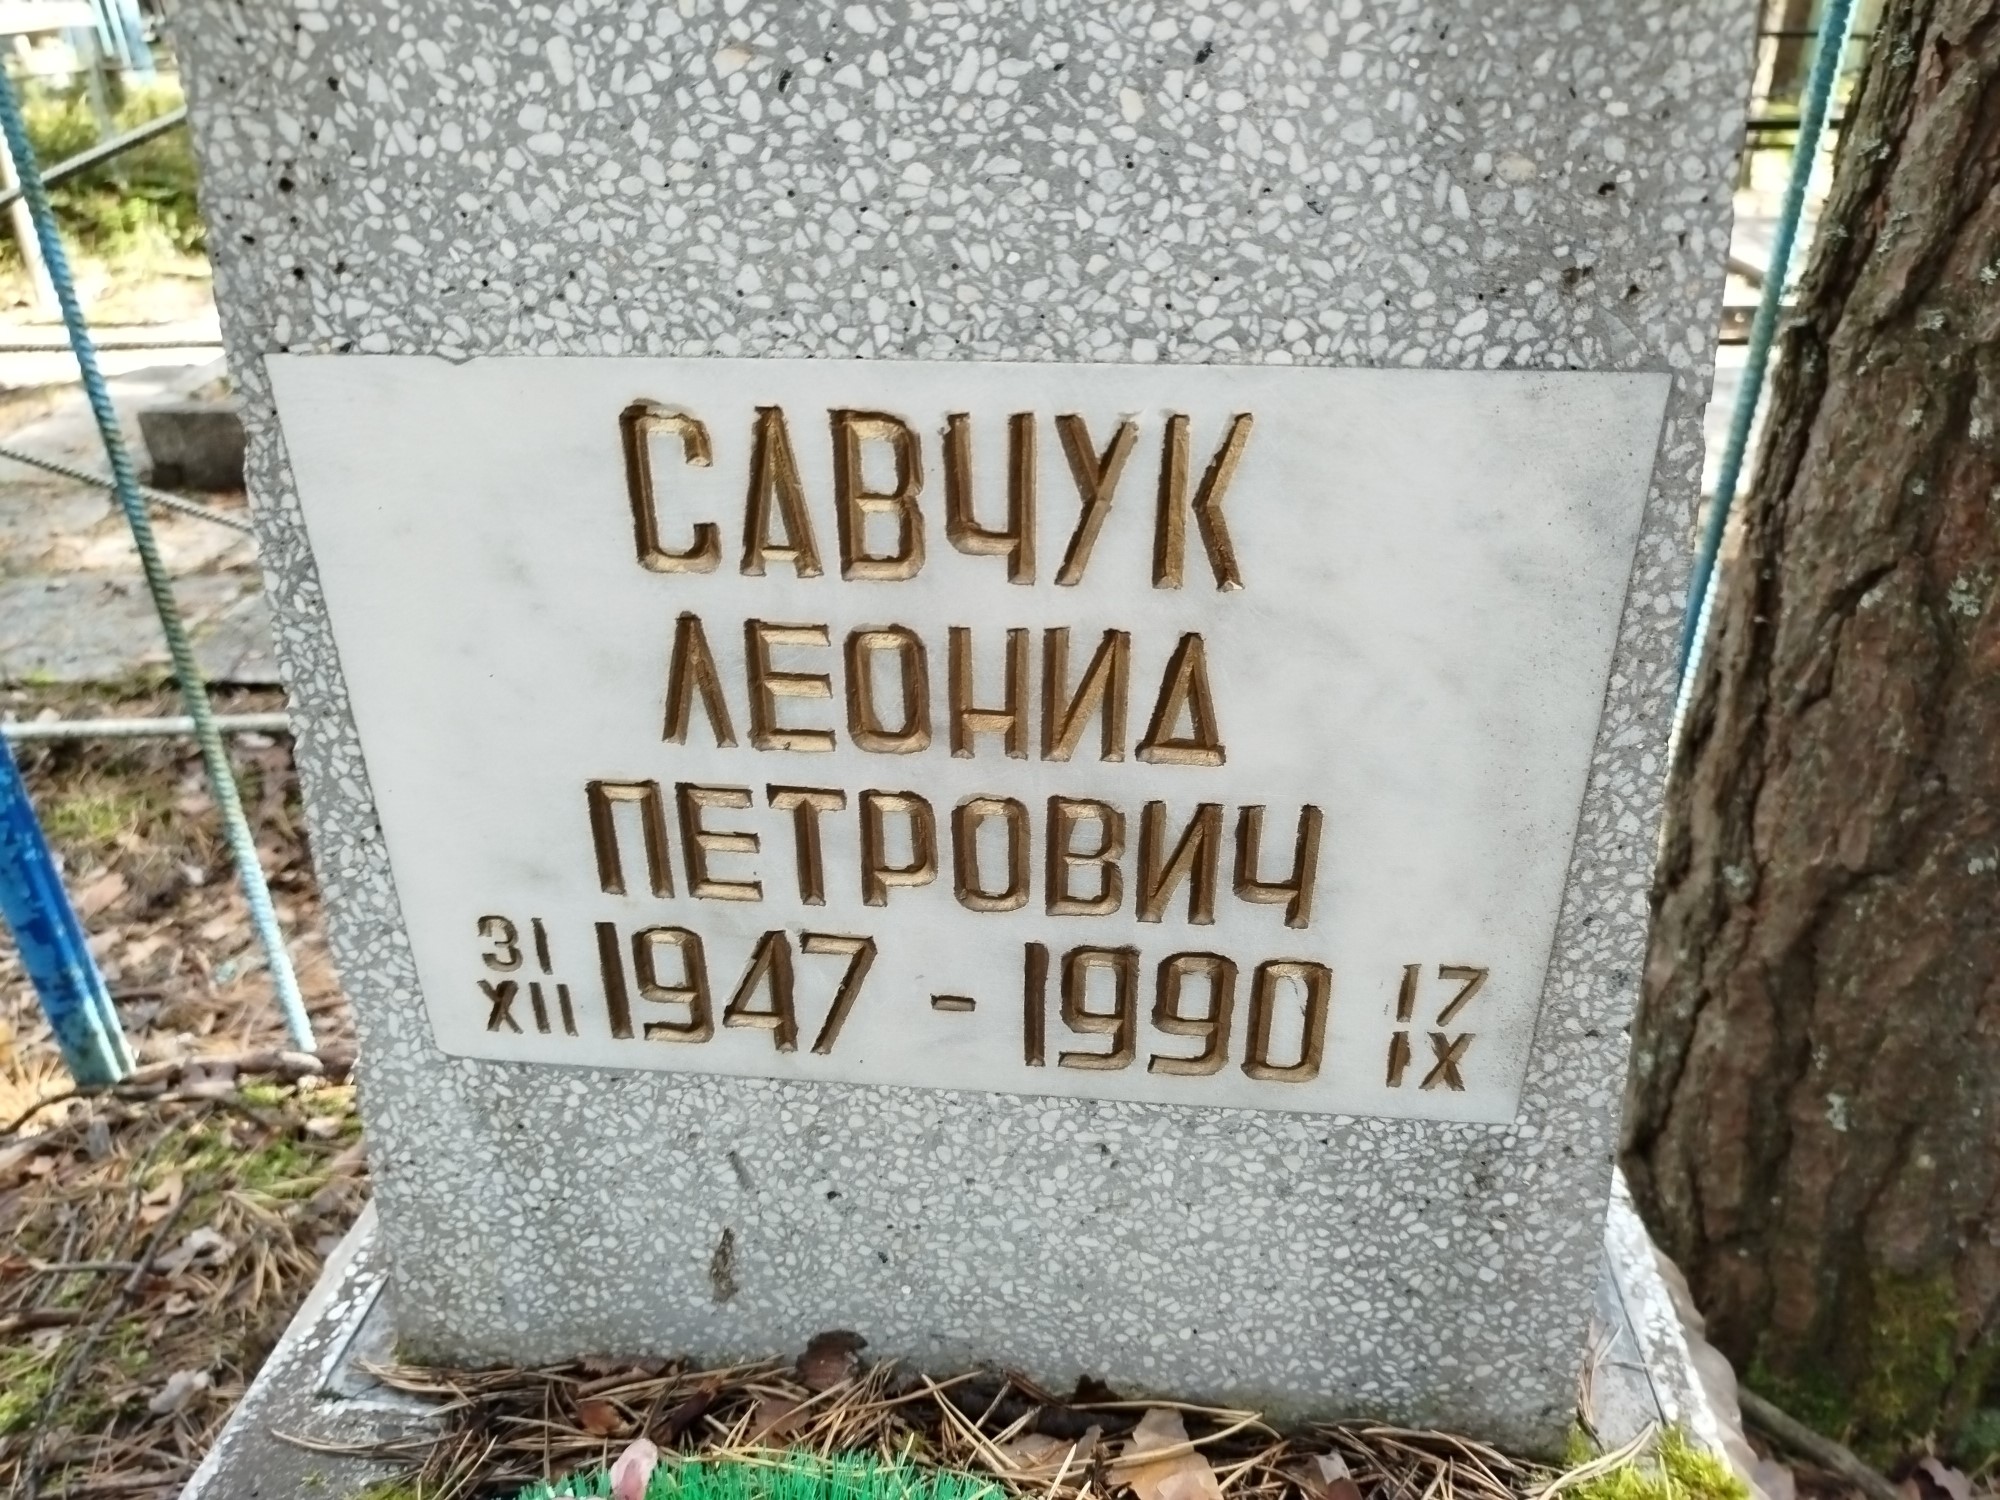 САВЧУК
ЛЕОНИД
ПЕТРОВИЧ
31 XII 1947 - 1990 17 IX